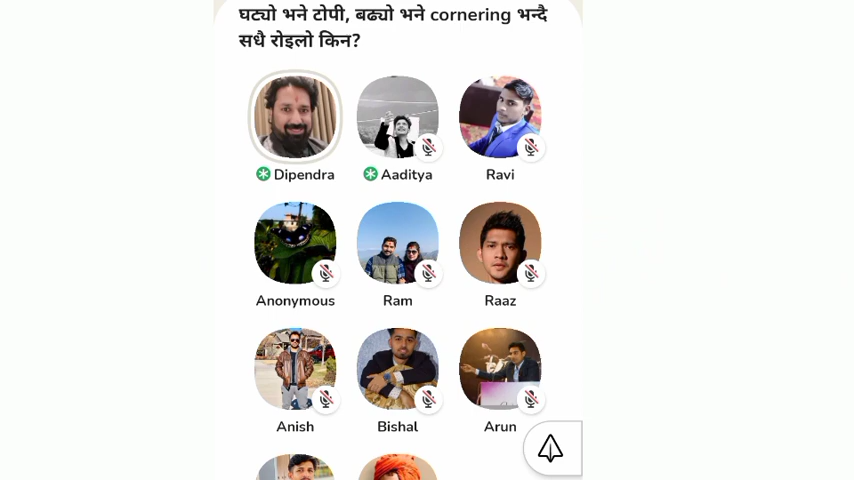 घट्यो भने टोपी, बढ्यो भने cornering भन्दै
सधै रोइलो किन?
Dipendra
Aaditya
Ravi
Anonymous
Ram
Raaz
Anish
Bishal
Arun